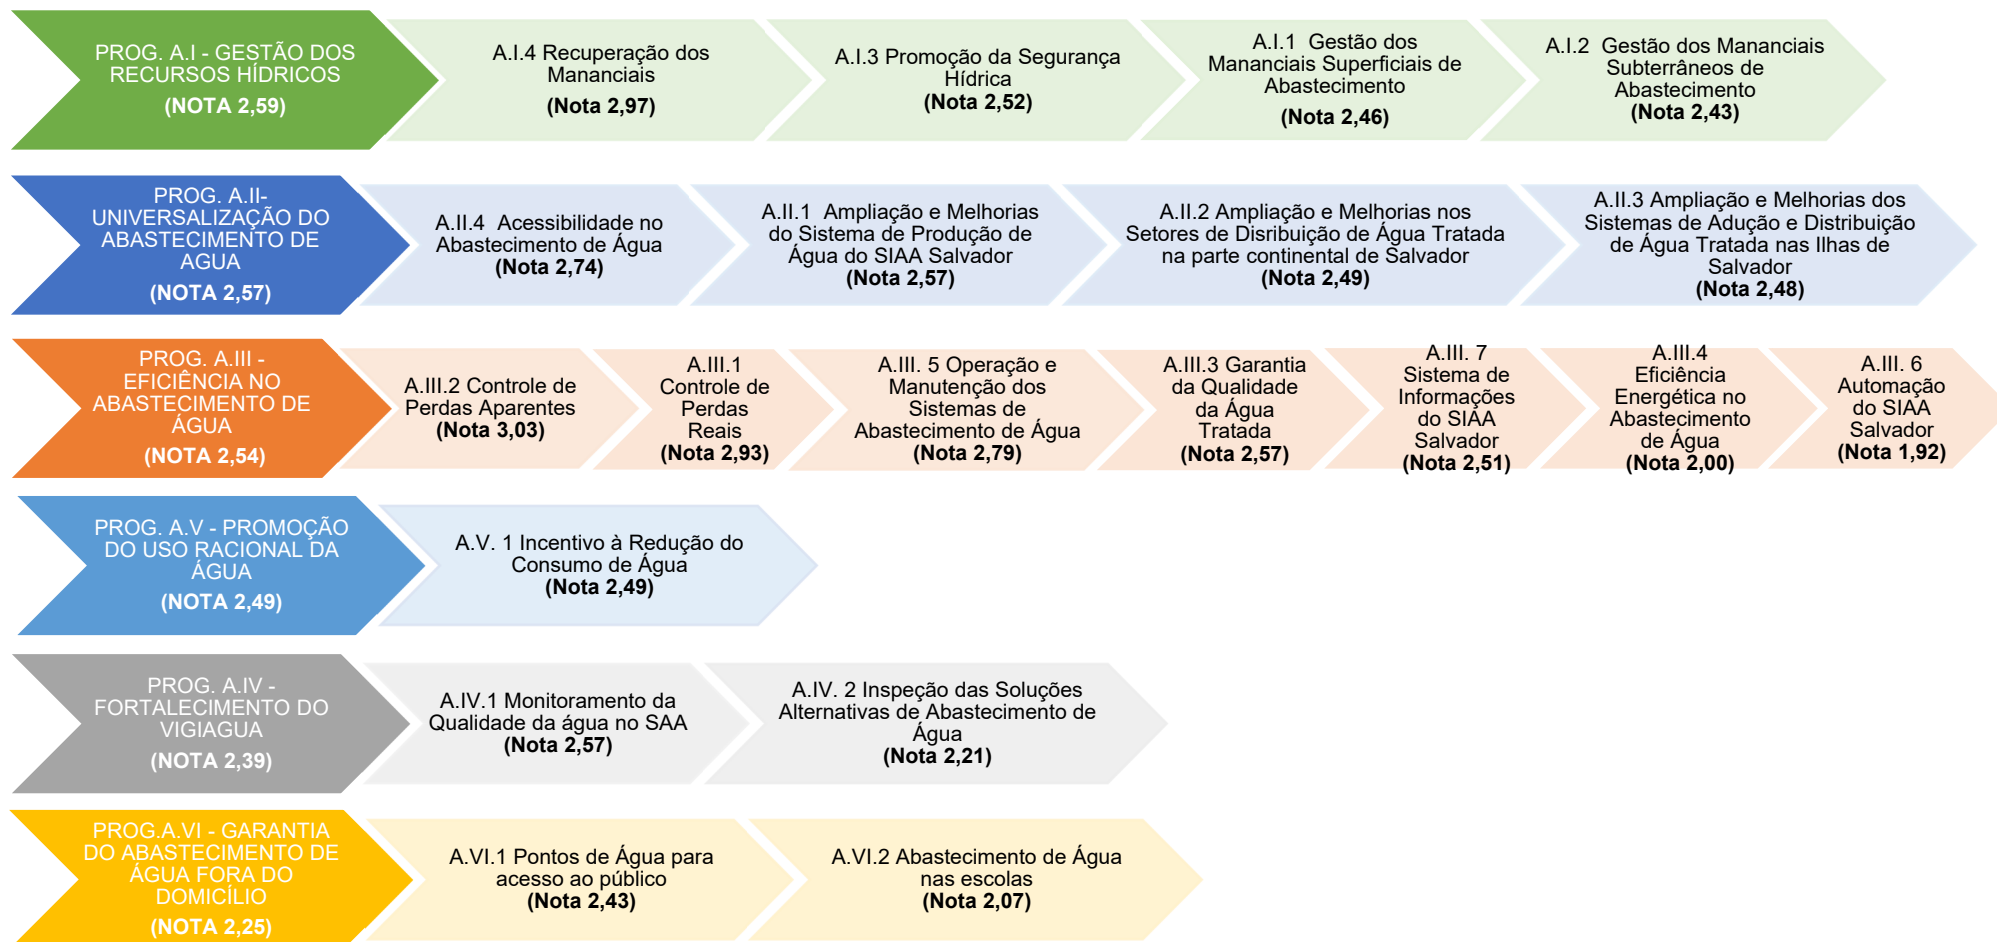 PROG. A.I - GESTÃO DOS
RECURSOS HÍDRICOS
(NOTA 2,59)
A.I.4 Recuperação dos
Mananciais
(Nota 2,97)
A.I.3 Promoção da Segurança
Hídrica
(Nota 2,52)
A.I.1 Gestão dos
Mananciais Superficiais de
Abastecimento
(Nota 2,46)
A.I.2 Gestão dos Mananciais
Subterrâneos de
Abastecimento
(Nota 2,43)
PROG. A.II-
UNIVERSALIZAÇÃO DO
ABASTECIMENTO DE
AGUA
(NOTA 2,57)
A.II.4 Acessibilidade no
Abastecimento de Água
(Nota 2,74)
A.II.1 Ampliação e Melhorias
do Sistema de Produção de
Água do SIAA Salvador
(Nota 2,57)
A.II.2 Ampliação e Melhorias nos
Setores de Disribuição de Água Tratada
na parte continental de Salvador
(Nota 2,49)
A.II.3 Ampliação e Melhorias dos
Sistemas de Adução e Distribuição
de Água Tratada nas Ilhas de
Salvador
(Nota 2,48)
PROG. A.III -
EFICIÊNCIA NO
ABASTECIMENTO DE
ÁGUA
(NOTA 2,54)
A.III.2 Controle de
Perdas Aparentes
(Nota 3,03)
A.III.1
Controle de
Perdas
Reais
(Nota 2,93)
A.III. 5 Operação e
Manutenção dos
Sistemas de
Abastecimento de Água
(Nota 2,79)
A.III.3 Garantia
da Qualidade
da Água
Tratada
(Nota 2,57)
A.III. 7
Sistema de
Informações
do SIAA
Salvador
(Nota 2,51)
A.III.4
Eficiência
Energética no
Abastecimento
de Água
(Nota 2,00)
A.III. 6
Automação
do SIAA
Salvador
(Nota 1,92)
PROG. A.V - PROMOÇÃO
DO USO RACIONAL DA
ÁGUA
(NOTA 2,49)
A.V. 1 Incentivo à Redução do
Consumo de Água
(Nota 2,49)
PROG. A.IV -
FORTALECIMENTO DO
VIGIAGUA
(NOTA 2,39)
A.IV.1 Monitoramento da
Qualidade da água no SAA
(Nota 2,57)
A.IV. 2 Inspeção das Soluções
Alternativas de Abastecimento de
Água
(Nota 2,21)
PROG.A.VI - GARANTIA
DO ABASTECIMENTO DE
ÁGUA FORA DO
DOMICÍLIO
(NOTA 2,25)
A.VI.1 Pontos de Água para
acesso ao público
(Nota 2,43)
A.VI.2 Abastecimento de Água
nas escolas
(Nota 2,07)